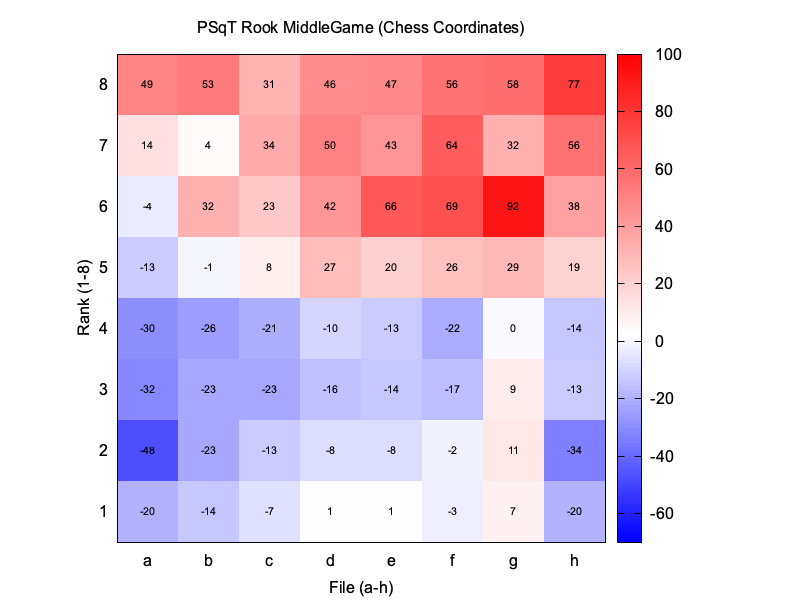 PSqT Rook MiddleGame (Chess Coordinates)
100
8 49 53 31 46 47 56 58 77
80
7 14 4 34 50 43 64 32 56
60
6 -4 32 23 42 66 69 92 38
40
5 -13 -1 8 27 20 26 29 19
20
Rank (1-8)
4 -30 -26 -21 -10 -13 -22 0 -14
0
3 -32 -23 -23 -16 -14 -17 9 -13
-20
2 -48 -23 -13 -8 -8 -2 11 -34
-40
1 -20 -14 -7 1 1 -3 7 -20
-60
a b c d e f g h
File (a-h)